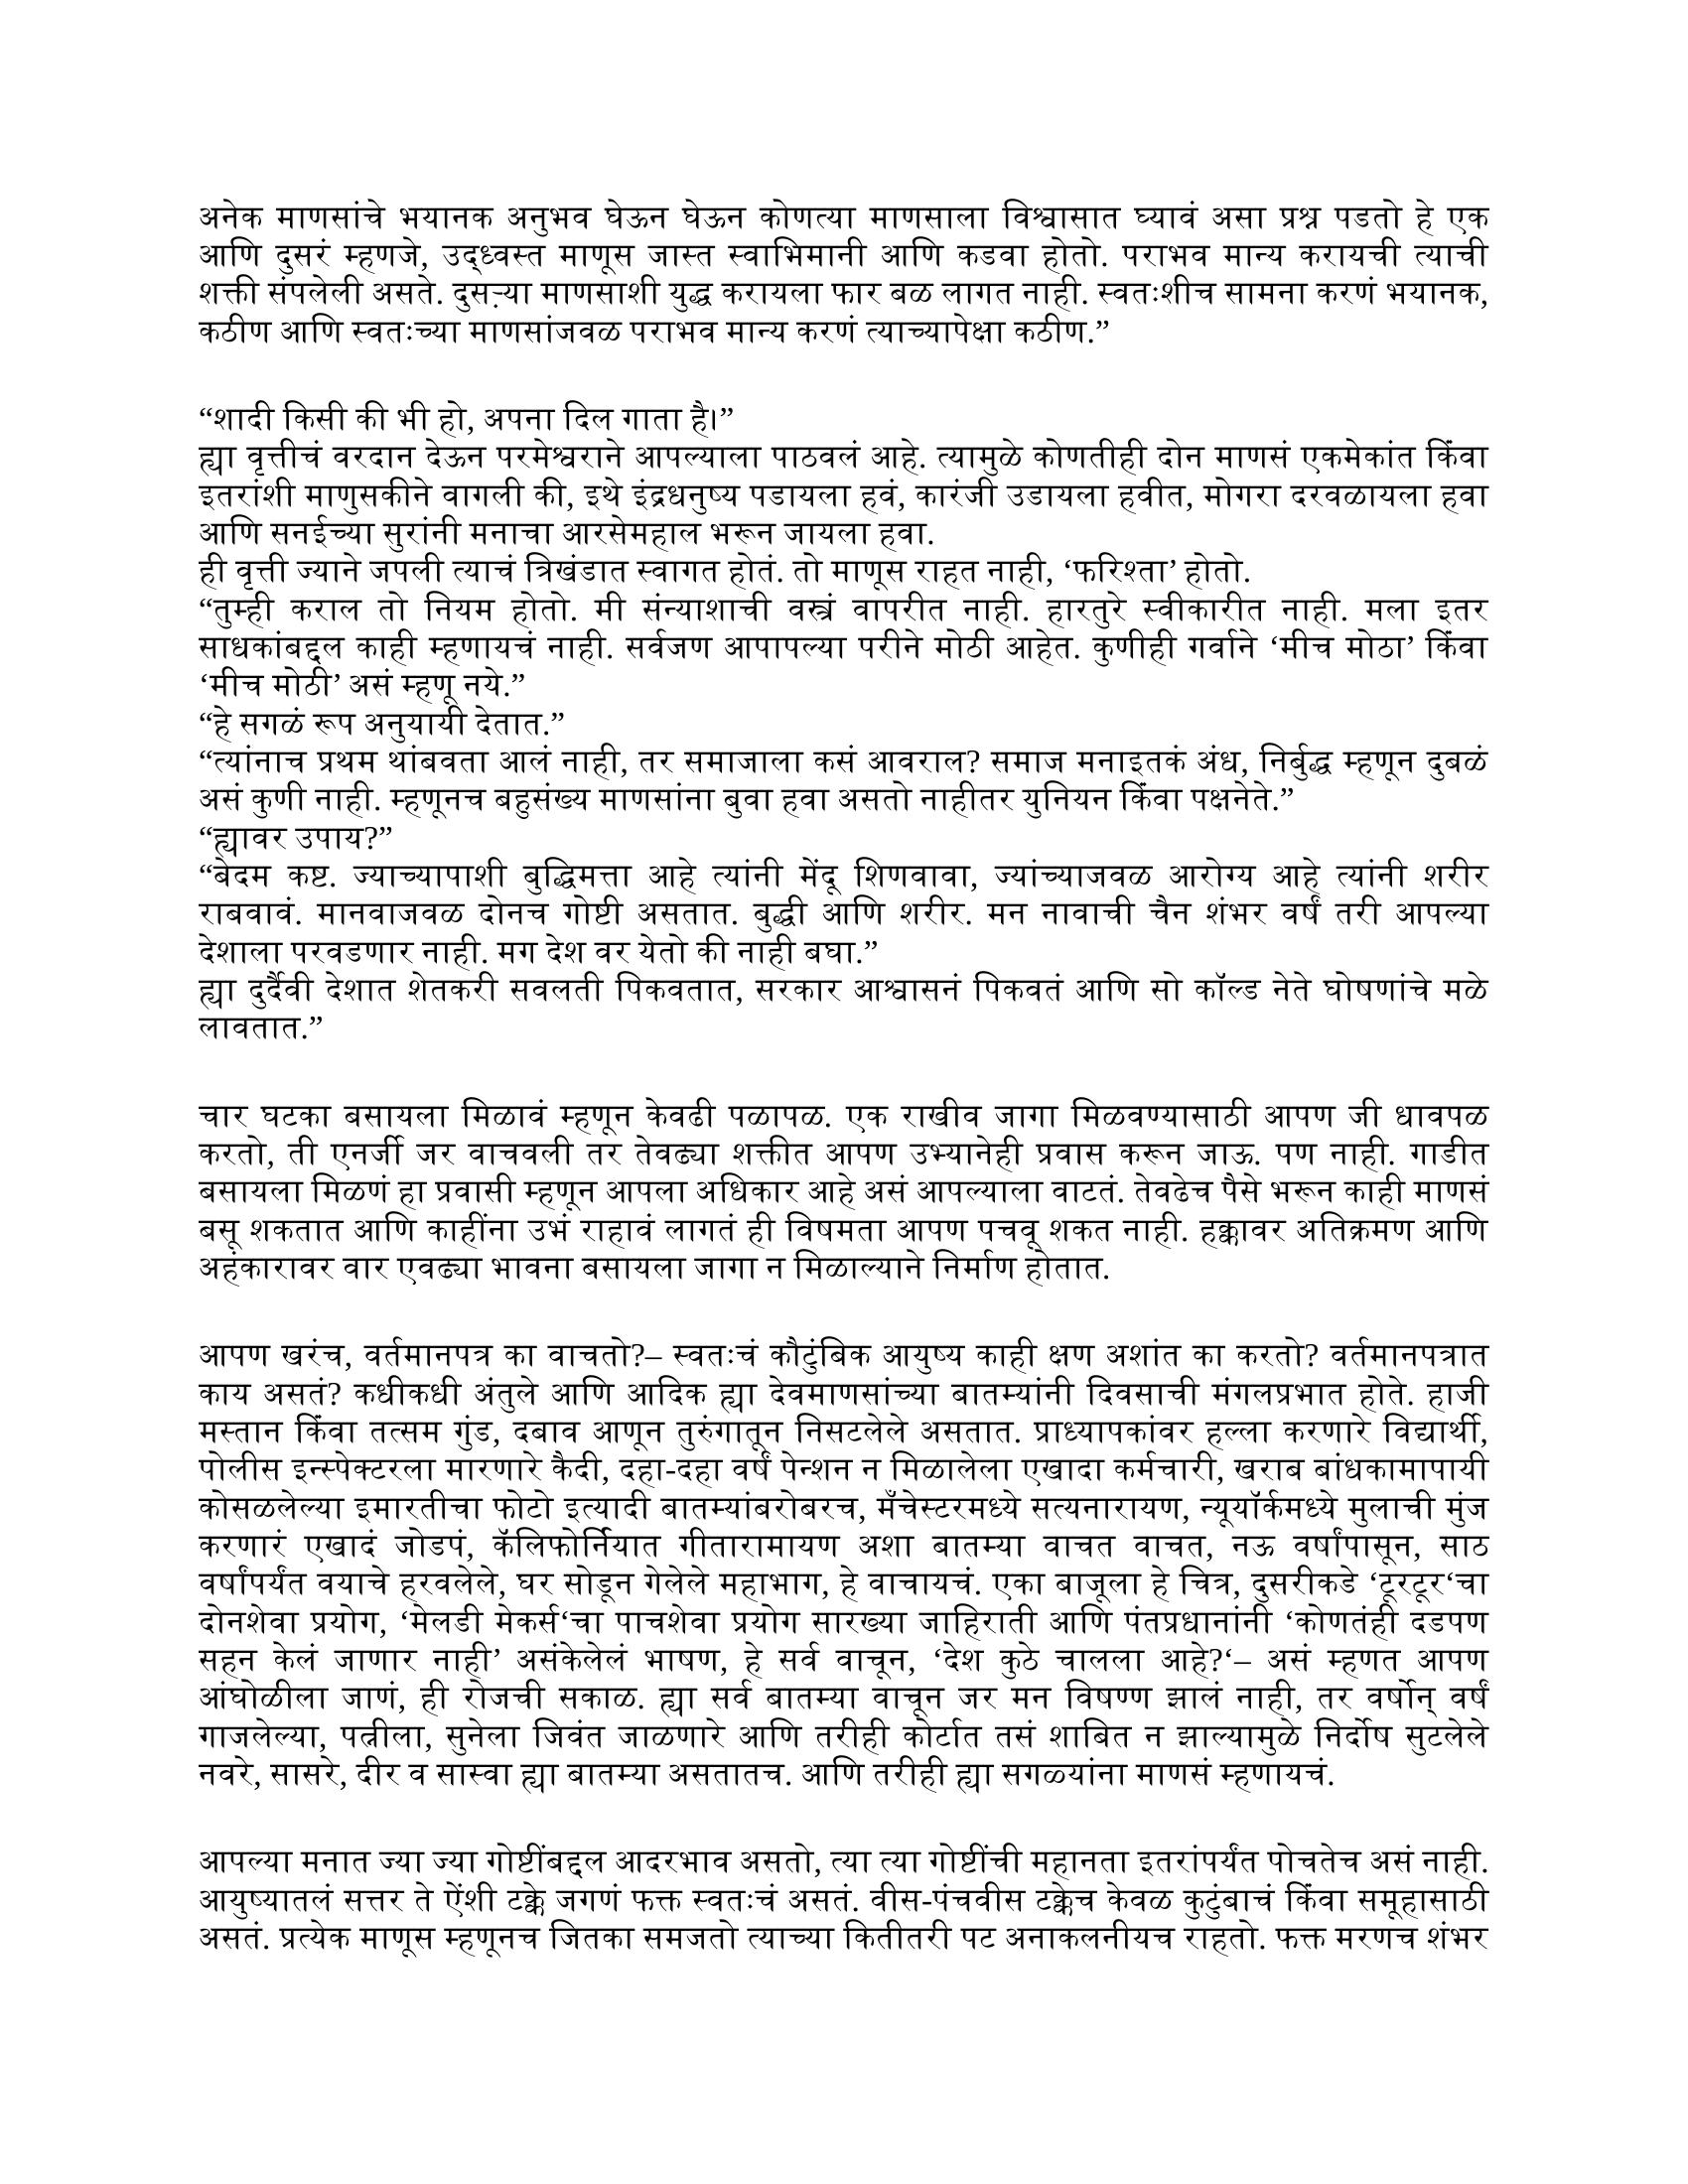 अनेक माणसांचे भयानक अनुभव घेऊन घेऊन कोणत्या माणसाला विश्वासात घ्यावं असा प्रश्न पडतो हे एक
आणि दुसरं म्हणजे, उद्ध्वस्त माणूस जास्त स्वाभिमानी आणि कडवा होतो. पराभव मान्य करायची त्याची
शक्ती संपलेली असते. दुसऱ्या माणसाशी युद्ध करायला फार बळ लागत नाही. स्वतःशीच सामना करणं भयानक,
कठीण आणि स्वतःच्या माणसांजवळ पराभव मान्य करणं त्याच्यापेक्षा कठीण.”
“शादी किसी की भी हो, अपना दिल गाता है।”
ह्या वृत्तीचं वरदान देऊन परमेश्वराने आपल्याला पाठवलं आहे. त्यामुळे कोणतीही दोन माणसं एकमेकांत किंवा
इतरांशी माणुसकीने वागली की, इथे इंद्रधनुष्य पडायला हवं, कारंजी उडायला हवीत, मोगरा दरवळायला हवा
आणि सनईच्या सुरांनी मनाचा आरसेमहाल भरून जायला हवा.
ही वृत्ती ज्याने जपली त्याचं त्रिखंडात स्वागत होतं. तो माणूस राहत नाही, ‘फरिश्ता’ होतो.
“तुम्ही कराल तो नियम होतो. मी संन्याशाची वस्त्रं वापरीत नाही. हारतुरे स्वीकारीत नाही. मला इतर
साधकांबद्दल काही म्हणायचं नाही. सर्वजण आपापल्या परीने मोठी आहेत. कुणीही गर्वाने ‘मीच मोठा’ किंवा
‘मीच मोठी’ असं म्हणू नये.”
“हे सगळं रूप अनुयायी देतात.”
“त्यांनाच प्रथम थांबवता आलं नाही, तर समाजाला कसं आवराल? समाज मनाइतकं अंध, निर्बुद्ध म्हणून दुबळं
असं कुणी नाही. म्हणूनच बहुसंख्य माणसांना बुवा हवा असतो नाहीतर युनियन किंवा पक्षनेते.”
“ह्यावर उपाय?”
“बेदम कष्ट. ज्याच्यापाशी बुद्धिमत्ता आहे त्यांनी मेंदू शिणवावा, ज्यांच्याजवळ आरोग्य आहे त्यांनी शरीर
राबवावं. मानवाजवळ दोनच गोष्टी असतात. बुद्धी आणि शरीर. मन नावाची चैन शंभर वर्षं तरी आपल्या
देशाला परवडणार नाही. मग देश वर येतो की नाही बघा.”
ह्या दुर्दैवी देशात शेतकरी सवलती पिकवतात, सरकार आश्वासनं पिकवतं आणि सो कॉल्ड नेते घोषणांचे मळे
लावतात.”
चार घटका बसायला मिळावं म्हणून केवढी पळापळ. एक राखीव जागा मिळवण्यासाठी आपण जी धावपळ
करतो, ती एनर्जी जर वाचवली तर तेवढ्या शक्तीत आपण उभ्यानेही प्रवास करून जाऊ. पण नाही. गाडीत
बसायला मिळणं हा प्रवासी म्हणून आपला अधिकार आहे असं आपल्याला वाटतं. तेवढेच पैसे भरून काही माणसं
बसू शकतात आणि काहींना उभं राहावं लागतं ही विषमता आपण पचवू शकत नाही. हक्कावर अतिक्रमण आणि
अहंकारावर वार एवढ्या भावना बसायला जागा न मिळाल्याने निर्माण होतात.
आपण खरंच, वर्तमानपत्र का वाचतो?– स्वतःचं कौटुंबिक आयुष्य काही क्षण अशांत का करतो? वर्तमानपत्रात
काय असतं? कधीकधी अंतुले आणि आदिक ह्या देवमाणसांच्या बातम्यांनी दिवसाची मंगलप्रभात होते. हाजी
मस्तान किंवा तत्सम गुंड, दबाव आणून तुरुंगातून निसटलेले असतात. प्राध्यापकांवर हल्ला करणारे विद्यार्थी,
पोलीस इन्स्पेक्टरला मारणारे कैदी, दहा-दहा वर्षं पेन्शन न मिळालेला एखादा कर्मचारी, खराब बांधकामापायी
कोसळलेल्या इमारतीचा फोटो इत्यादी बातम्यांबरोबरच, मँचेस्टरमध्ये सत्यनारायण, न्यूयॉर्कमध्ये मुलाची मुंज
करणारं एखादं जोडपं, कॅलिफोर्नियात गीतारामायण अशा बातम्या वाचत वाचत, नऊ वर्षांपासून, साठ
वर्षांपर्यंत वयाचे हरवलेले, घर सोडून गेलेले महाभाग, हे वाचायचं. एका बाजूला हे चित्र, दुसरीकडे ‘टूरटूर‘चा
दोनशेवा प्रयोग, ‘मेलडी मेकर्स‘चा पाचशेवा प्रयोग सारख्या जाहिराती आणि पंतप्रधानांनी ‘कोणतंही दडपण
सहन केलं जाणार नाही’ असंकेलेलं भाषण, हे सर्व वाचून, ‘देश कुठे चालला आहे?‘– असं म्हणत आपण
आंघोळीला जाणं, ही रोजची सकाळ. ह्या सर्व बातम्या वाचून जर मन विषण्ण झालं नाही, तर वर्षोन् वर्षं
गाजलेल्या, पत्नीला, सुनेला जिवंत जाळणारे आणि तरीही कोर्टात तसं शाबित न झाल्यामुळे निर्दोष सुटलेले
नवरे, सासरे, दीर व सास्वा ह्या बातम्या असतातच. आणि तरीही ह्या सगळ्यांना माणसं म्हणायचं.
आपल्या मनात ज्या ज्या गोष्टींबद्दल आदरभाव असतो, त्या त्या गोष्टींची महानता इतरांपर्यंत पोचतेच असं नाही.
आयुष्यातलं सत्तर ते ऐंशी टक्के जगणं फक्त स्वतःचं असतं. वीस-पंचवीस टक्केच केवळ कुटुंबाचं किंवा समूहासाठी
असतं. प्रत्येक माणूस म्हणूनच जितका समजतो त्याच्या कितीतरी पट अनाकलनीयच राहतो. फक्त मरणच शंभर